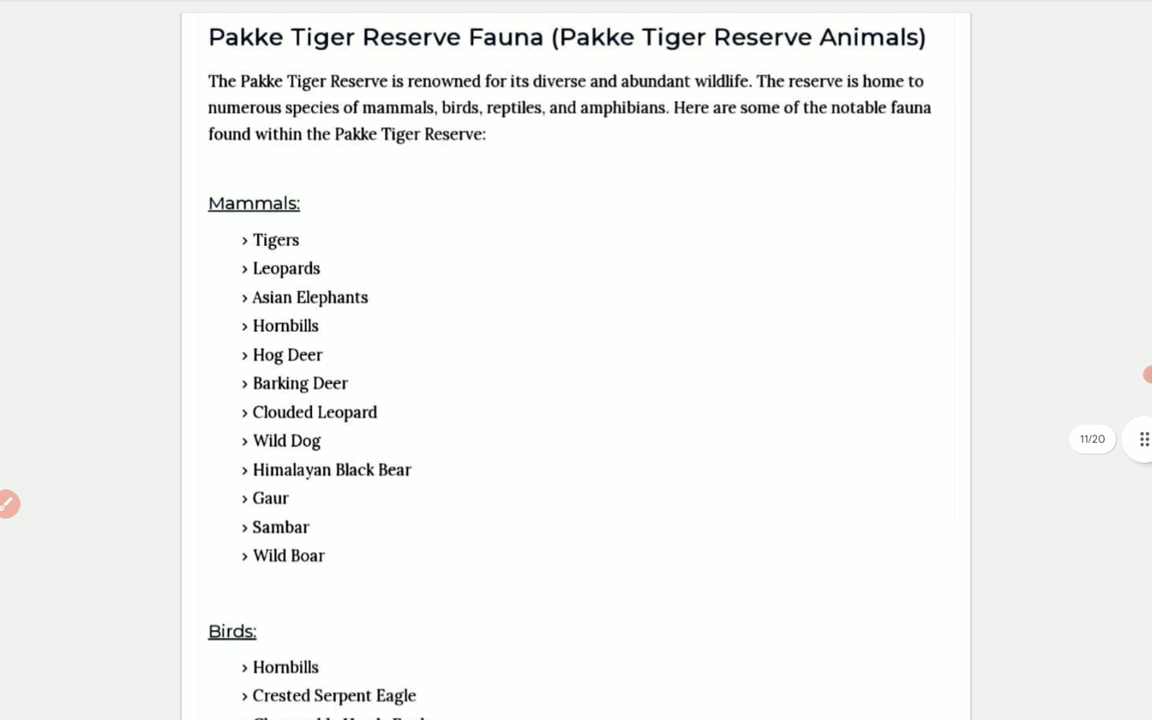 Pakke Tiger Reserve Fauna (Pakke Tiger Reserve Animals)
The Pakke Tiger Reserve is renowned for its diverse and abundant wildlife. The reserve is home to
numerous species of mammals, birds, reptiles, and amphibians. Here are some of the notable fauna
found within the Pakke Tiger Reserve:
Mammals:
› Tigers
› Leopards
› Asian Elephants
› Hornbills
› Hog Deer
› Barking Deer
› Clouded Leopard
› Wild Dog
› Himalayan Black Bear
› Gaur
› Sambar
› Wild Boar
Birds:
› Hornbills
› Crested Serpent Eagle
11/20